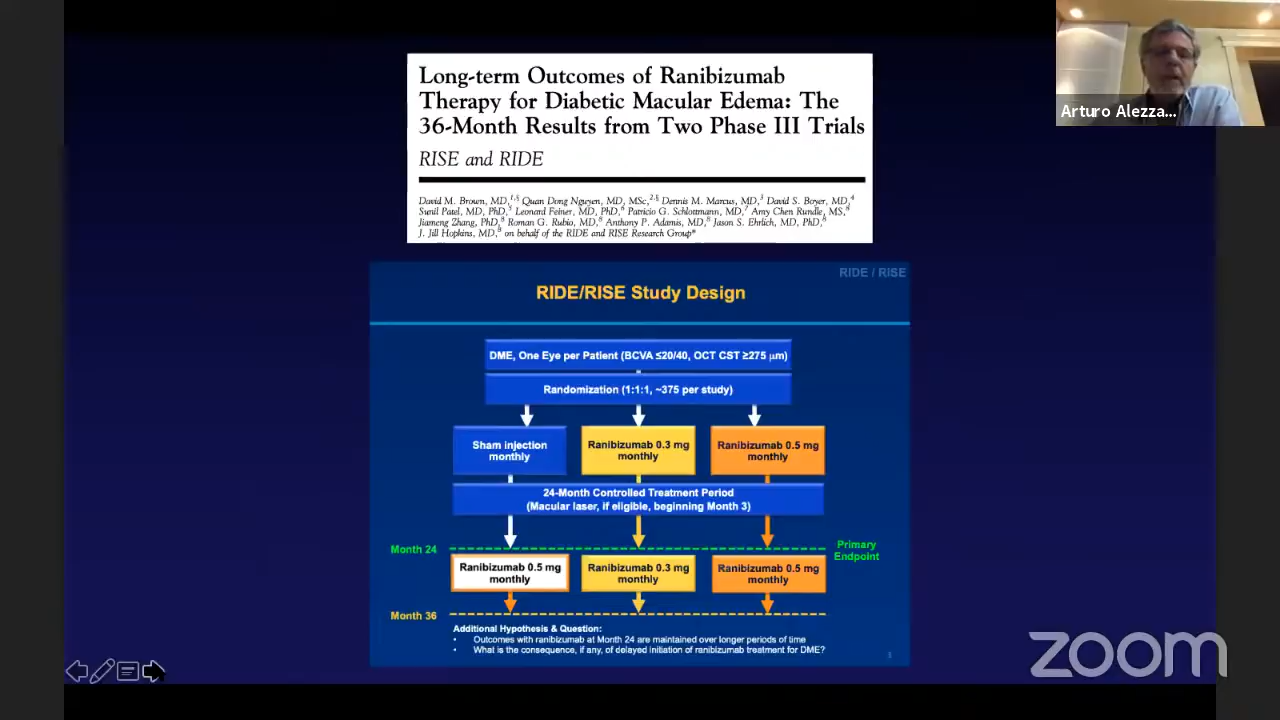 Long-term Outcomes of Ranibizumab
Therapy for Diabetic Macular Edema: The
36-Month Results from Two Phase III Trials
RISE and RIDE
David M. Brown, MD,1,§ Quan Dong Nguyen, MD, MSc,2,§ Dennis M. Marcus, MD,3 David S. Boyer, MD,4
Sunil Patel, MD, PhD,5 Leonard Feiner, MD, PhD,6 Patricio G. Schlottmann, MD,7 Amy Chen Rundle, MS,8
Jiameng Zhang, PhD,8 Roman G. Rubio, MD,8 Anthony P. Adamis, MD,8 Jason S. Ehrlich, MD, PhD,8
J. Jill Hopkins, MD,8 on behalf of the RIDE and RISE Research Group*
Arturo Alezza...
RIDE / RISE
RIDE/RISE Study Design
DME, One Eye per Patient (BCVA ≤20/40, OCT CST ≥275 µm)
Randomization (1:1:1, ~375 per study)
Sham injection
monthly
Ranibizumab 0.3 mg
monthly
Ranibizumab 0.5 mg
monthly
24-Month Controlled Treatment Period
(Macular laser, if eligible, beginning Month 3)
Month 24
Primary
Endpoint
Ranibizumab 0.5 mg
monthly
Ranibizumab 0.3 mg
monthly
Ranibizumab 0.5 mg
monthly
Month 36
Additional Hypothesis & Question:
• Outcomes with ranibizumab at Month 24 are maintained over longer periods of time
• What is the consequence, if any, of delayed initiation of ranibizumab treatment for DME?
zoom